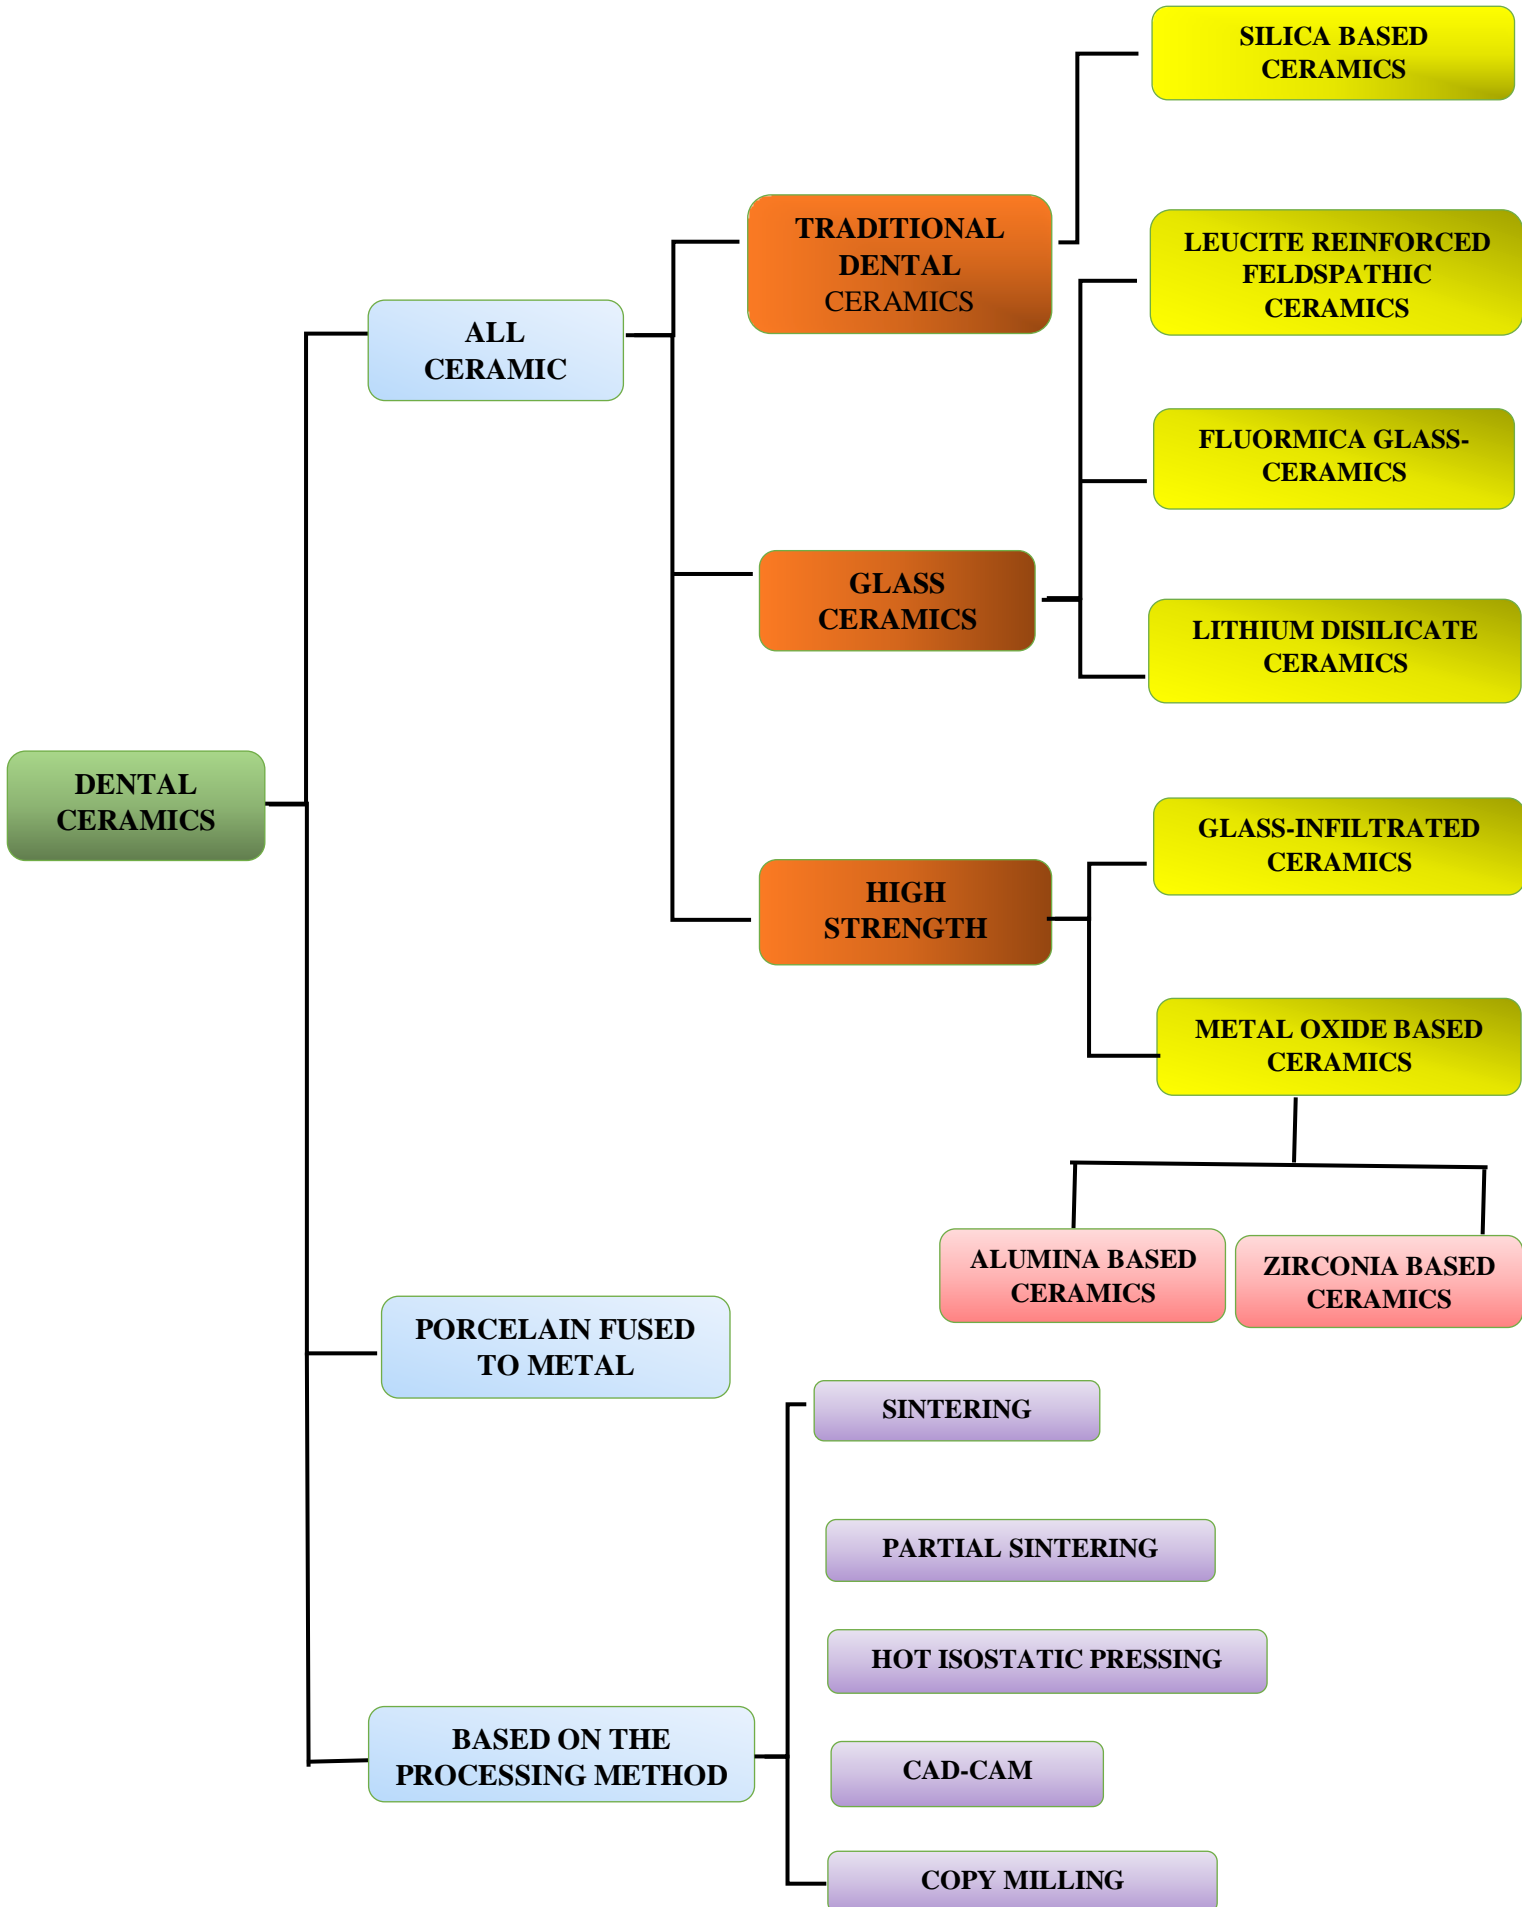 SILICA BASED
CERAMICS
TRADITIONAL
DENTAL
CERAMICS
LEUCITE REINFORCED
FELDSPATHIC
CERAMICS
ALL
CERAMIC
FLUORMICA GLASS-
CERAMICS
GLASS
CERAMICS
LITHIUM DISILICATE
CERAMICS
DENTAL
CERAMICS
GLASS-INFILTRATED
CERAMICS
HIGH
STRENGTH
METAL OXIDE BASED
CERAMICS
ALUMINA BASED
CERAMICS
ZIRCONIA BASED
CERAMICS
PORCELAIN FUSED
TO METAL
SINTERING
PARTIAL SINTERING
HOT ISOSTATIC PRESSING
BASED ON THE
PROCESSING METHOD
CAD-CAM
COPY MILLING